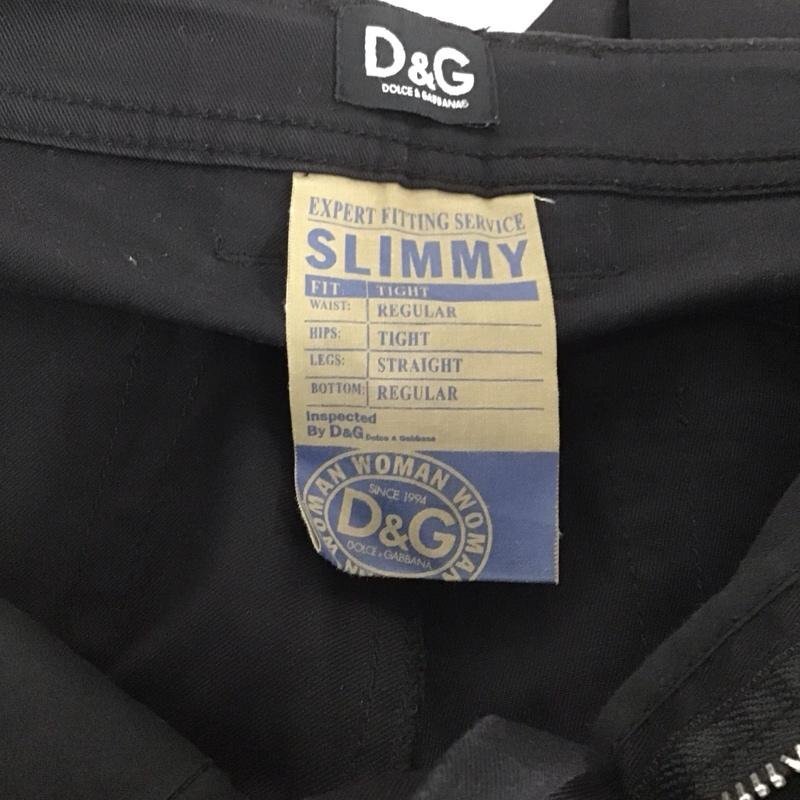 D&G
DOLCE & GABBANA
EXPERT FITTING SERVICE
SLIMMY
FIT: TIGHT
WAIST: REGULAR
HIPS: TIGHT
LEGS: STRAIGHT
BOTTOM: REGULAR
Inspected
By D&G Dolce & Gabbana
WOMAN WOMAN WOMAN
SINCE 1994
D&G
DOLCE & GABBANA